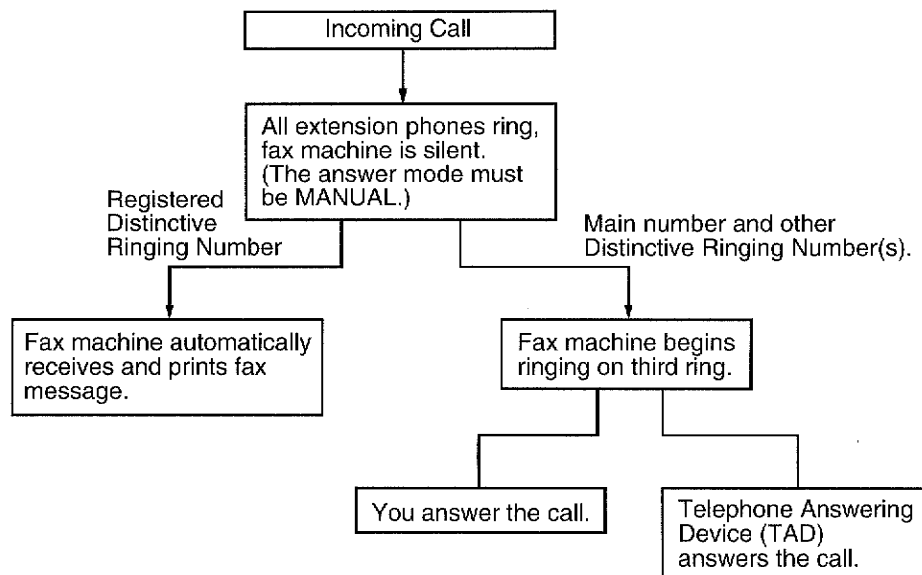 Incoming Call
All extension phones ring,
fax machine is silent.
(The answer mode must
be MANUAL.)
Registered
Distinctive
Ringing Number
Main number and other
Distinctive Ringing Number(s).
Fax machine automatically
receives and prints fax
message.
Fax machine begins
ringing on third ring.
You answer the call.
Telephone Answering
Device (TAD)
answers the call.